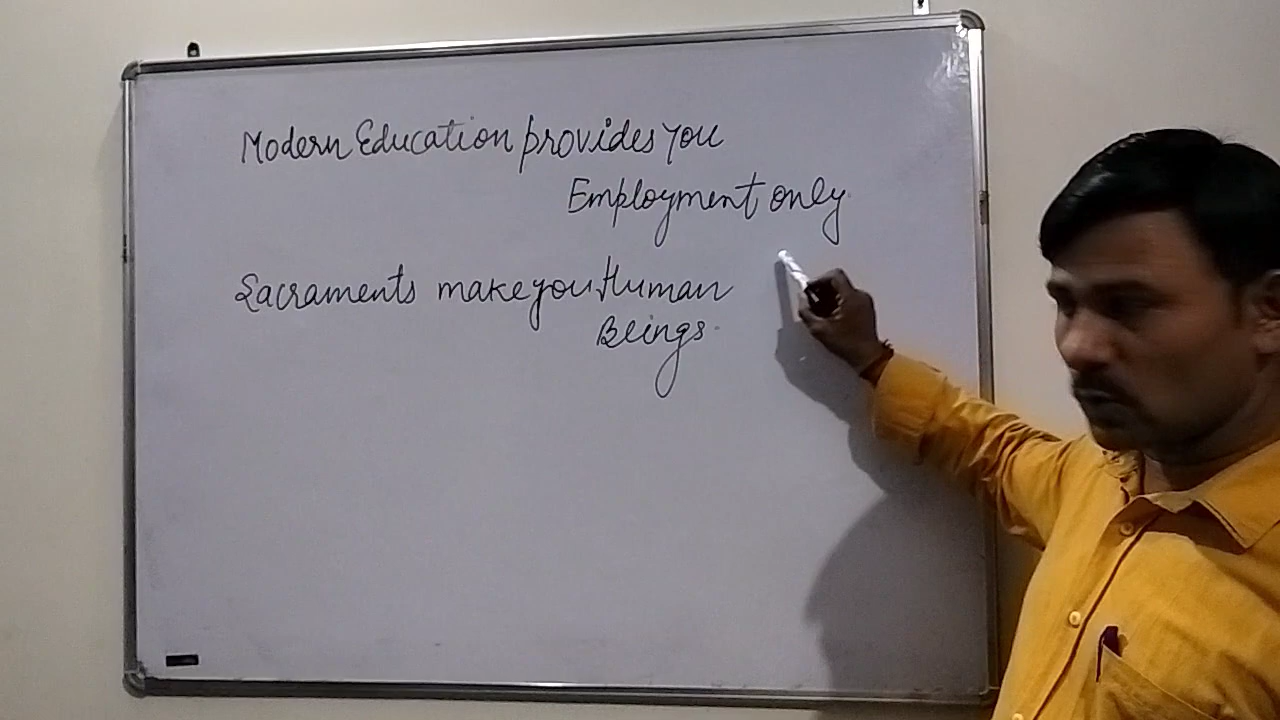 Modern Education provides you
Employment only.
Sacraments make you Human
Beings.